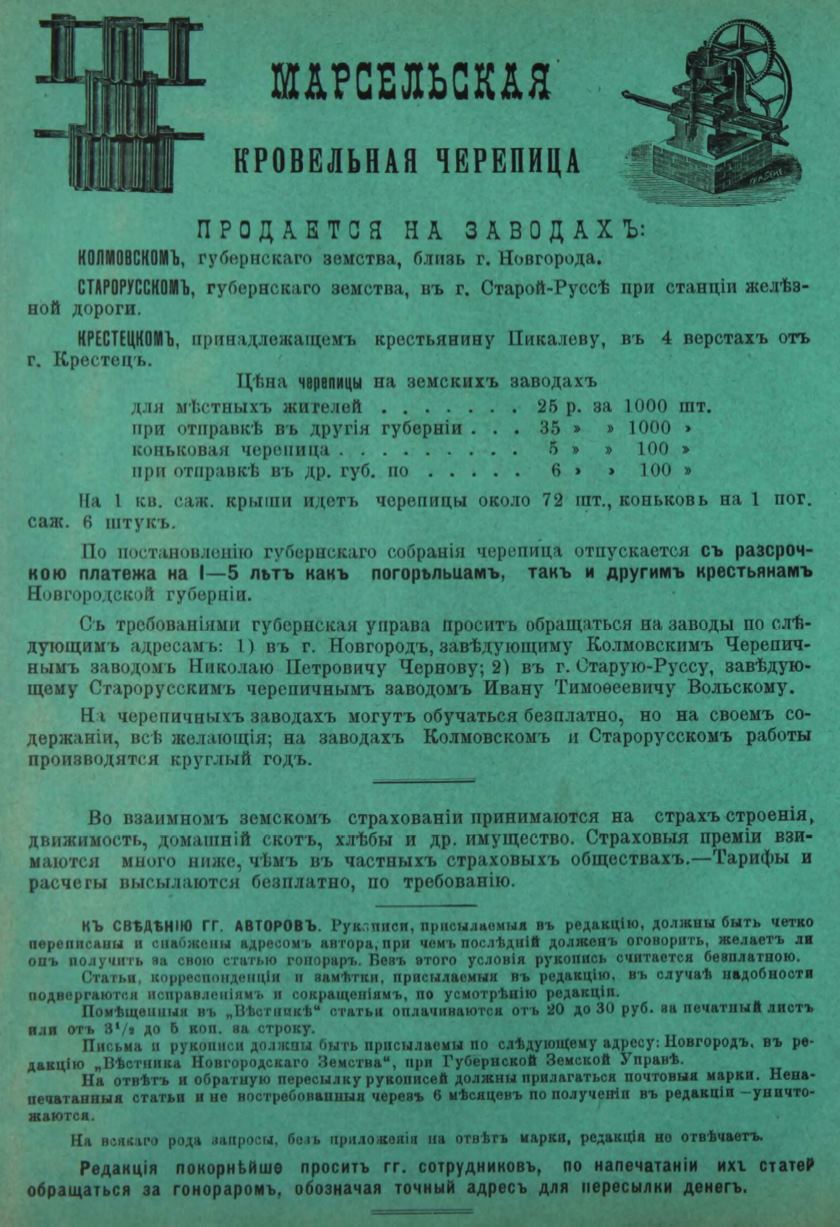 МАРСЕЛЬСКАЯ
КРОВЕЛЬНАЯ ЧЕРЕПИЦА
ПРОДАЕТСЯ НА ЗАВОДАХЪ:
КОЛМОВСКОМЪ, губернскаго земства, близь г. Новгорода.
СТАРОРУССКОМЪ, губернскаго земства, въ г. Старой-Руссѣ при станціи желѣз-
ной дороги.
КРЕСТЕЦКОМЪ, принадлежащемъ крестьянину Пикалеву, въ 4 верстахъ отъ
г. Крестецъ.
Цѣна черепицы на земскихъ заводахъ
для мѣстныхъ жителей . . . . . . . 25 р. за 1000 шт.
при отправкѣ въ другія губерніи . . . 35 » » 1000 »
коньковая черепица . . . . . . . . . 5 » » 100 »
при отправкѣ въ др. губ. по . . . . . 6 » » 100 »
На 1 кв. саж. крыши идетъ черепицы около 72 шт., коньковъ на 1 пог.
саж. 6 штукъ.
По постановленію губернскаго собранія черепица отпускается съ разсроч-
кою платежа на 1—5 лѣтъ какъ погорѣльцамъ, такъ и другимъ крестьянамъ
Новгородской губерніи.
Съ требованіями губернская управа проситъ обращаться на заводы по слѣ-
дующимъ адресамъ: 1) въ г. Новгородъ, завѣдующиму Колмовскимъ Черепич-
нымъ заводомъ Николаю Петровичу Чернову; 2) въ г. Старую-Руссу, завѣдую-
щему Старорусскимъ черепичнымъ заводомъ Ивану Тимоѳеевичу Вольскому.
На черепичныхъ заводахъ могутъ обучаться безплатно, но на своемъ со-
держаніи, всѣ желающія; на заводахъ Колмовскомъ и Старорусскомъ работы
производятся круглый годъ.
Во взаимномъ земскомъ страхованіи принимаются на страхъ строенія,
движимость, домашній скотъ, хлѣбы и др. имущество. Страховыя преміи взи-
маются много ниже, чѣмъ въ частныхъ страховыхъ обществахъ.—Тарифы и
расчеты высылаются безплатно, по требованію.
КЪ СВѢДѢНІЮ ГГ. АВТОРОВЪ. Рукописи, присылаемыя въ редакцію, должны быть четко
переписаны и снабжены адресомъ автора, при чемъ послѣдній долженъ оговорить, желаетъ ли
онъ получить за свою статью гонораръ. Безъ этого условія рукопись считается безплатною.
Статьи, корреспонденціи и замѣтки, присылаемыя въ редакцію, въ случаѣ надобности
подвергаются исправленіямъ и сокращеніямъ, по усмотрѣнію редакціи.
Помѣщенныя въ „Вѣстникѣ“ статьи оплачиваются отъ 20 до 30 руб. за печатный листъ
или отъ 3¹/₂ до 5 коп. за строку.
Письма и рукописи должны быть присылаемы по слѣдующему адресу: Новгородъ, въ ре-
дакцію „Вѣстника Новгородскаго Земства“, при Губернской Земской Управѣ.
На отвѣтъ и обратную пересылку рукописей должны прилагаться почтовыя марки. Нена-
печатанныя статьи и не востребованныя черезъ 6 мѣсяцевъ по полученіи въ редакціи —уничто-
жаются.
На всякаго рода запросы, безъ приложенія на отвѣтъ марки, редакція не отвѣчаетъ.
Редакція покорнѣйше проситъ гг. сотрудниковъ, по напечатаніи ихъ статей
обращаться за гонораромъ, обозначая точный адресъ для пересылки денегъ.